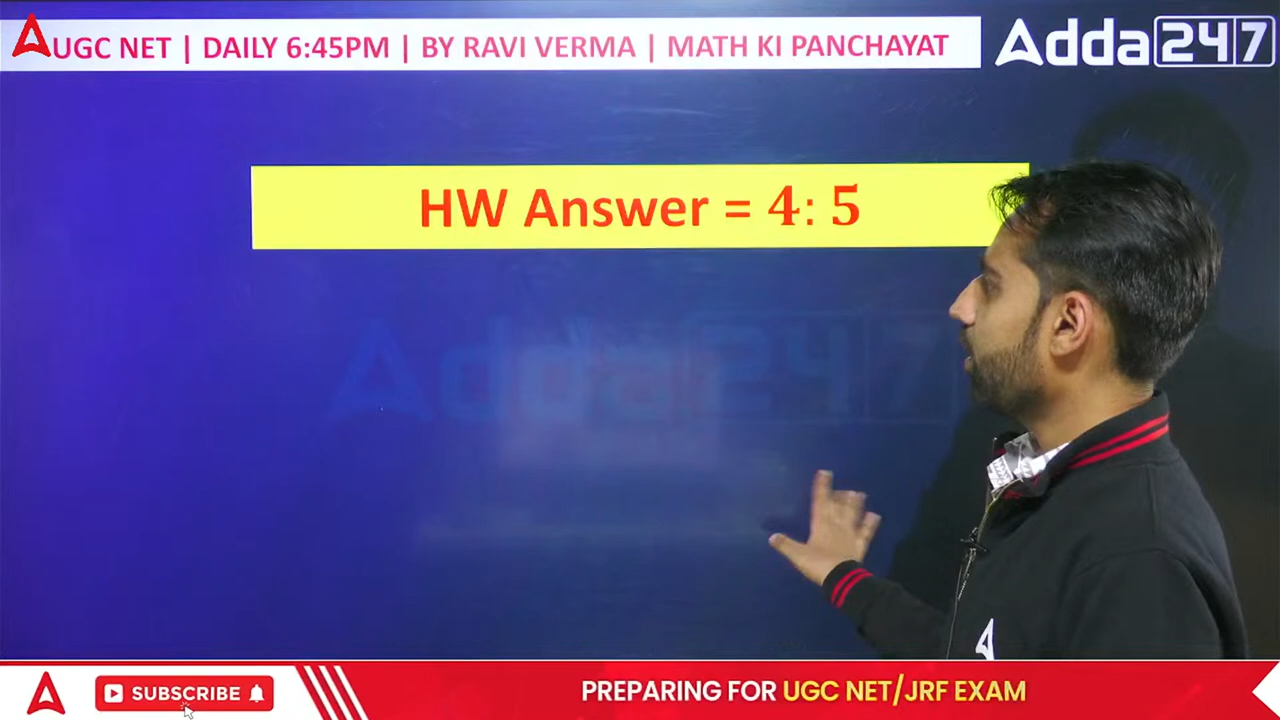 UGC NET | DAILY 6:45PM | BY RAVI VERMA | MATH KI PANCHAYAT
Adda247
HW Answer = 4: 5
Adda247
SUBSCRIBE
PREPARING FOR UGC NET/JRF EXAM